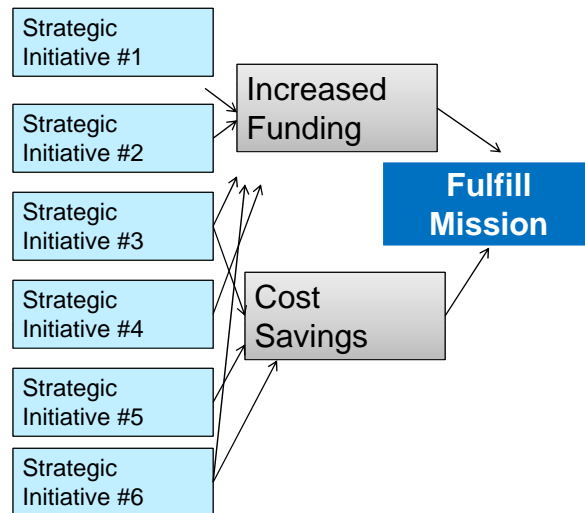 Strategic
Initiative #1
Strategic
Initiative #2
Strategic
Initiative #3
Strategic
Initiative #4
Strategic
Initiative #5
Strategic
Initiative #6
Increased
Funding
Cost
Savings
Fulfill
Mission